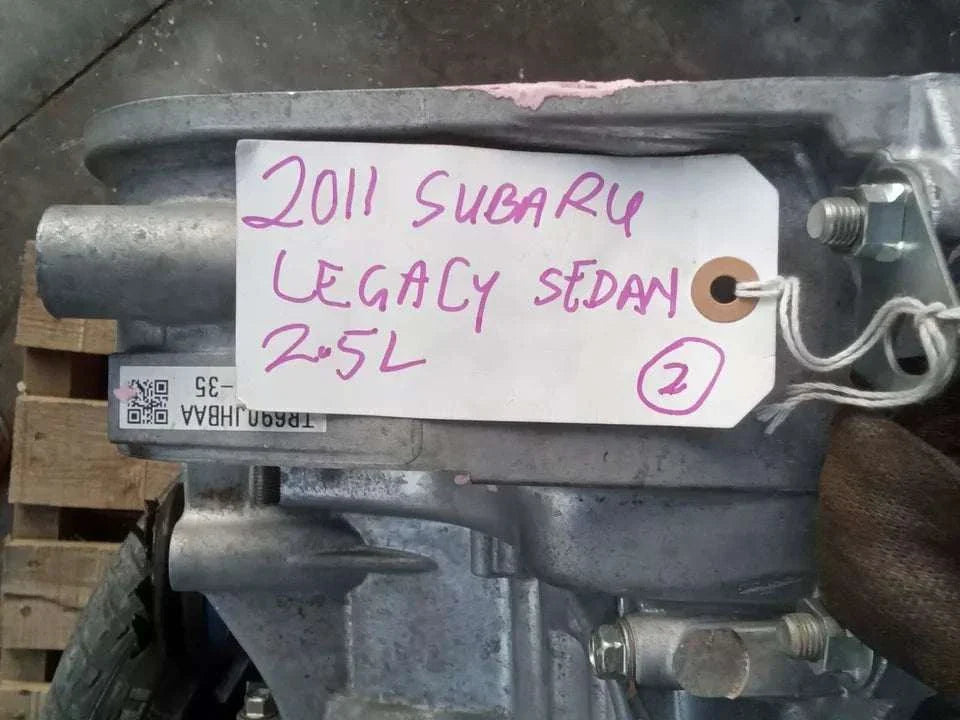 2011 SUBARU
LEGACY SEDAN
2.5L
2
TR690JHBAA
-35